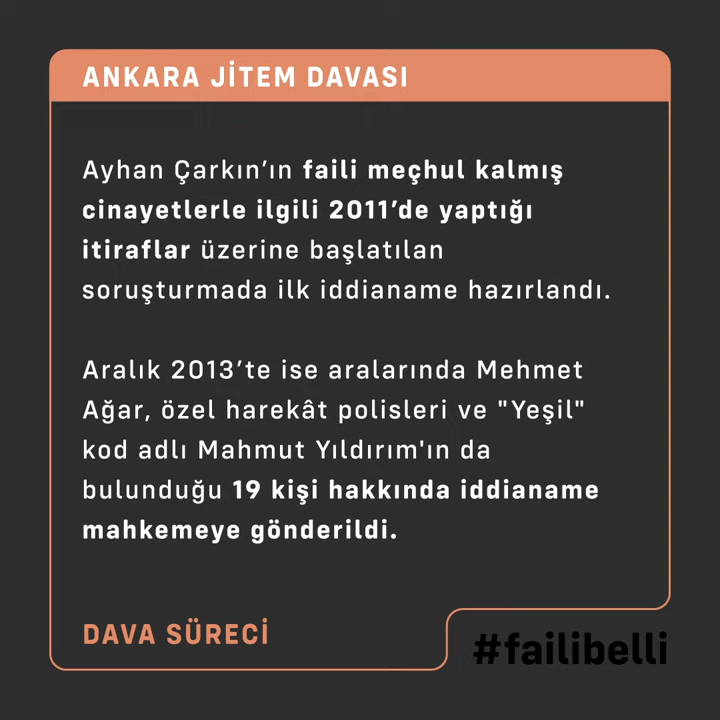 ANKARA JİTEM DAVASI
Ayhan Çarkın’ın faili meçhul kalmış
cinayetlerle ilgili 2011’de yaptığı
itiraflar üzerine başlatılan
soruşturmada ilk iddianame hazırlandı.
Aralık 2013’te ise aralarında Mehmet
Ağar, özel harekât polisleri ve "Yeşil"
kod adlı Mahmut Yıldırım'ın da
bulunduğu 19 kişi hakkında iddianame
mahkemeye gönderildi.
DAVA SÜRECİ
#failibelli